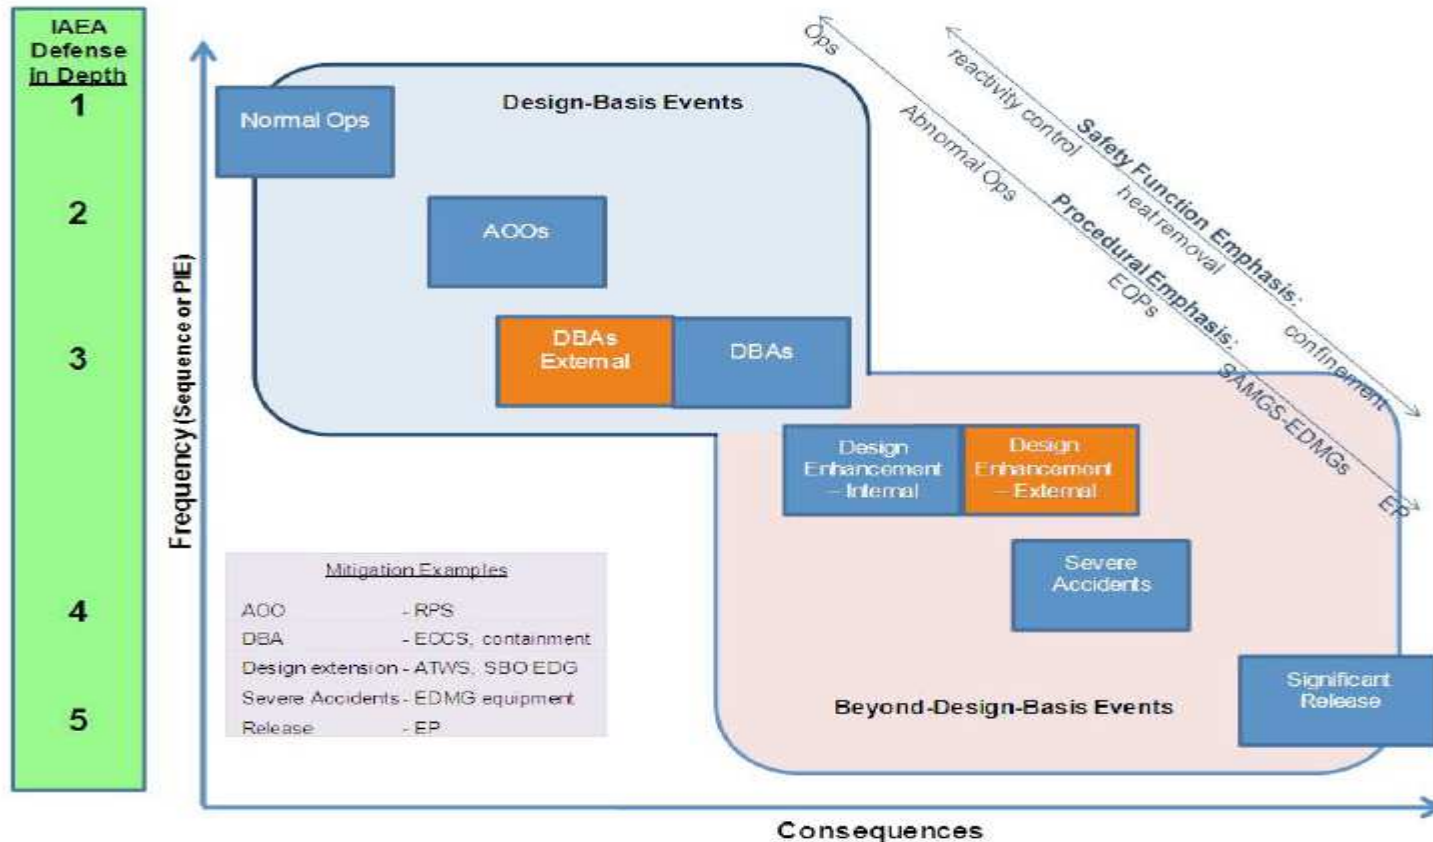 IAEA
Defense
in Depth
1
2
3
4
5
Frequency (Sequence or PIE)
Design-Basis Events
Normal Ops
AOOs
DBAs
External
DBAs
Design
Enhancement
– Internal
Design
Enhancement
– External
Severe
Accidents
Significant
Release
Beyond-Design-Basis Events
Mitigation Examples
AOO - RPS
DBA - ECCS, containment
Design extension - ATWS, SBO EDG
Severe Accidents - EDMG equipment
Release - EP
Consequences
Safety Function Emphasis:
reactivity control
heat removal
confinement
Procedural Emphasis:
Ops
Abnormal Ops
EOPs
SAMGS-EDMGs
EP